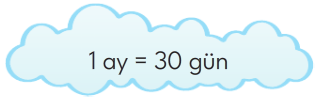 1 ay = 30 gün